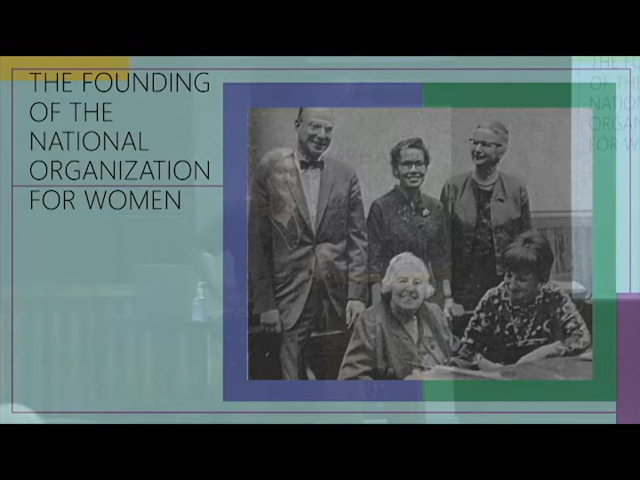 THE FOUNDING
OF THE
NATIONAL
ORGANIZATION
FOR WOMEN